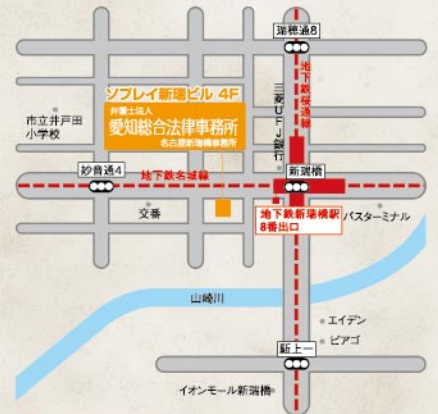 瑞穂通8
地下鉄桜通線
ソブレイ新瑞ビル 4F
弁護士法人
愛知総合法律事務所
名古屋新瑞橋事務所
市立井戸田
小学校
三菱UFJ銀行
妙音通4
地下鉄名城線
新瑞橋
交番
地下鉄新瑞橋駅
8番出口
バスターミナル
山崎川
エイデン
ピアゴ
駈上一
イオンモール新瑞橋